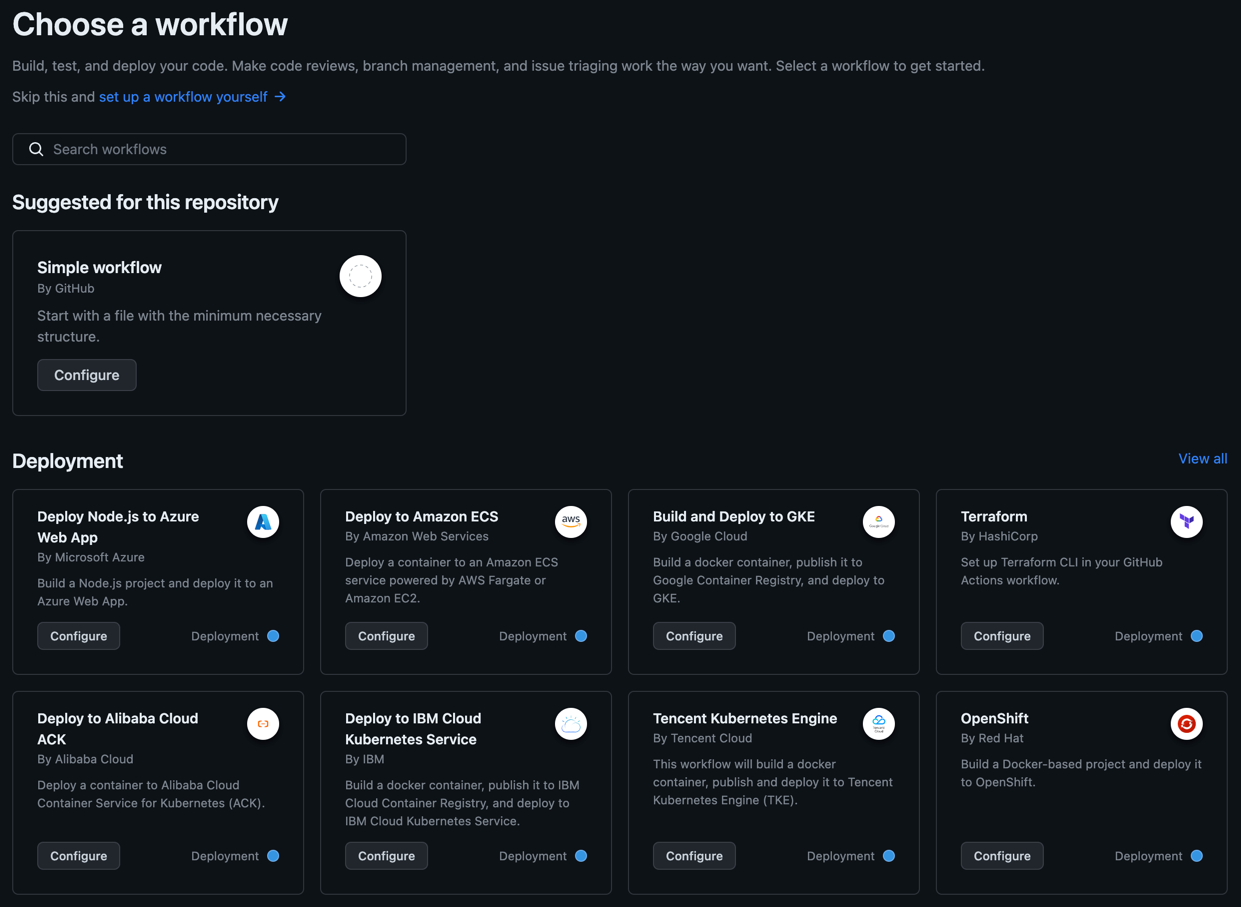 Choose a workflow
Build, test, and deploy your code. Make code reviews, branch management, and issue triaging work the way you want. Select a workflow to get started.
Skip this and set up a workflow yourself →
Search workflows
Suggested for this repository
Simple workflow
By GitHub
Start with a file with the minimum necessary
structure.
Configure
Deployment
View all
Deploy Node.js to Azure
Web App
By Microsoft Azure
Build a Node.js project and deploy it to an
Azure Web App.
Configure
Deployment
Deploy to Amazon ECS
aws
By Amazon Web Services
Deploy a container to an Amazon ECS
service powered by AWS Fargate or
Amazon EC2.
Configure
Deployment
Build and Deploy to GKE
Google Cloud
By Google Cloud
Build a docker container, publish it to
Google Container Registry, and deploy to
GKE.
Configure
Deployment
Terraform
By HashiCorp
Set up Terraform CLI in your GitHub
Actions workflow.
Configure
Deployment
Deploy to Alibaba Cloud
ACK
By Alibaba Cloud
Deploy a container to Alibaba Cloud
Container Service for Kubernetes (ACK).
Configure
Deployment
Deploy to IBM Cloud
Kubernetes Service
By IBM
Build a docker container, publish it to IBM
Cloud Container Registry, and deploy to
IBM Cloud Kubernetes Service.
Configure
Deployment
Tencent Kubernetes Engine
Tencent
Cloud
By Tencent Cloud
This workflow will build a docker
container, publish and deploy it to Tencent
Kubernetes Engine (TKE).
Configure
Deployment
OpenShift
By Red Hat
Build a Docker-based project and deploy it
to OpenShift.
Configure
Deployment